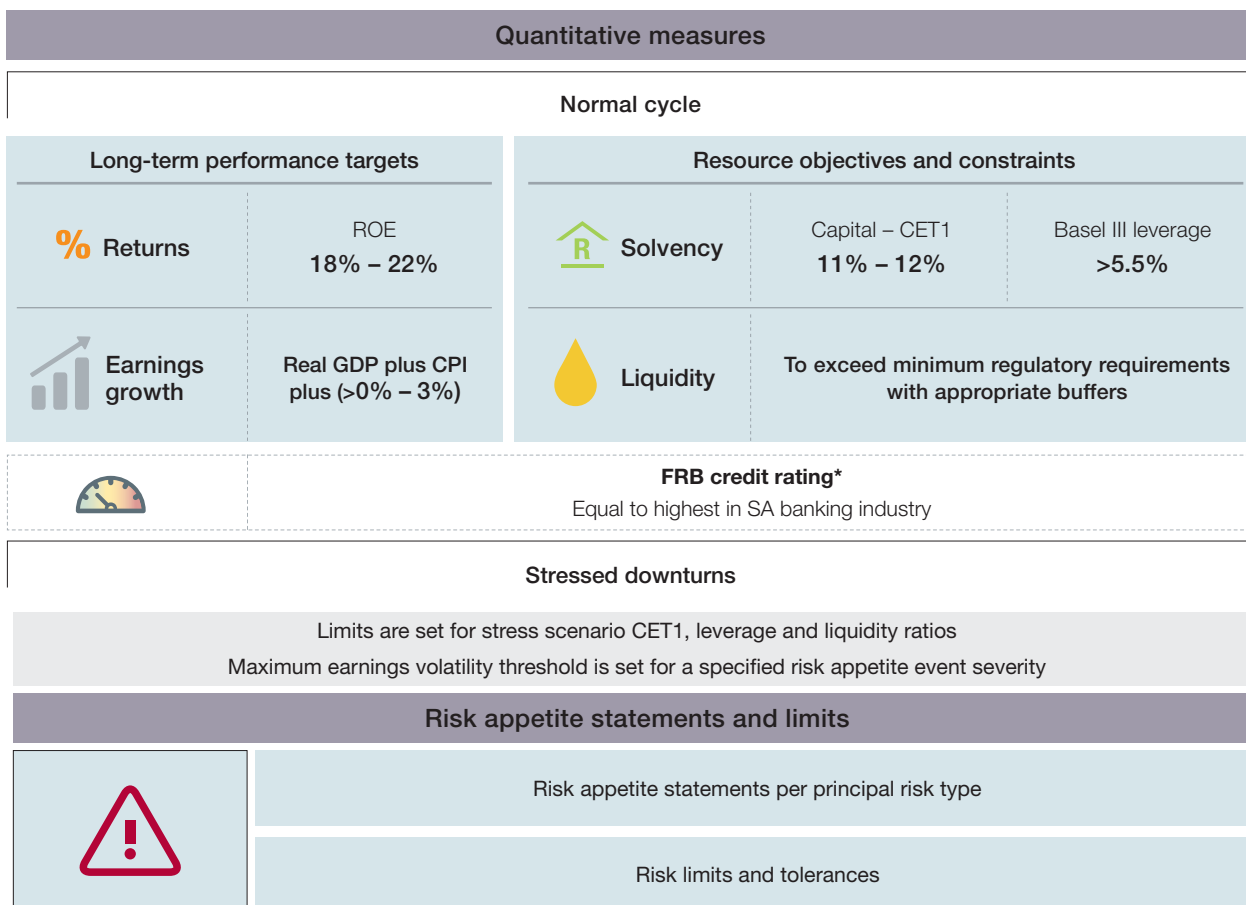 Quantitative measures
Normal cycle
Long-term performance targets
% Returns
ROE
18% – 22%
Earnings
growth
Real GDP plus CPI
plus (>0% – 3%)
Resource objectives and constraints
R
Solvency
Capital – CET1
11% – 12%
Basel III leverage
>5.5%
Liquidity
To exceed minimum regulatory requirements
with appropriate buffers
FRB credit rating*
Equal to highest in SA banking industry
Stressed downturns
Limits are set for stress scenario CET1, leverage and liquidity ratios
Maximum earnings volatility threshold is set for a specified risk appetite event severity
Risk appetite statements and limits
Risk appetite statements per principal risk type
Risk limits and tolerances